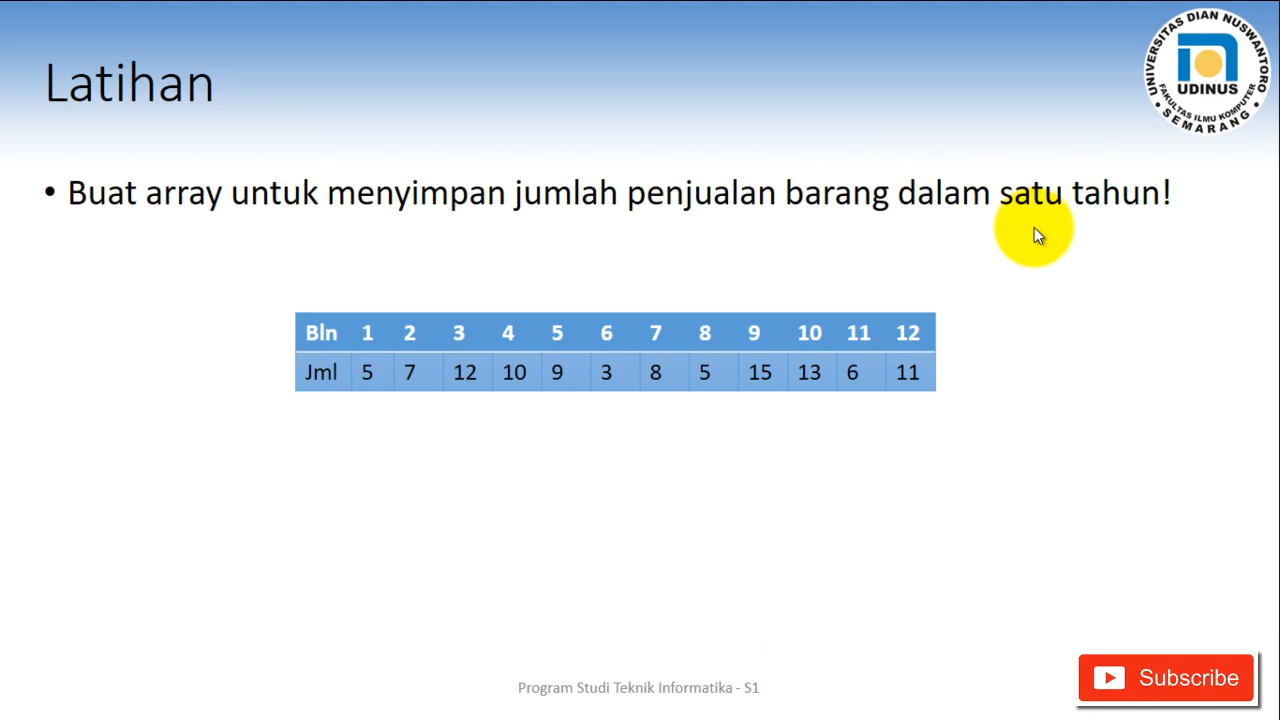 Latihan
UNIVERSITAS DIAN NUSWANTORO
UDINUS
FAKULTAS ILMU KOMPUTER
• SEMARANG •
• Buat array untuk menyimpan jumlah penjualan barang dalam satu tahun!
Bln 1 2 3 4 5 6 7 8 9 10 11 12
Jml 5 7 12 10 9 3 8 5 15 13 6 11
Program Studi Teknik Informatika - S1
Subscribe